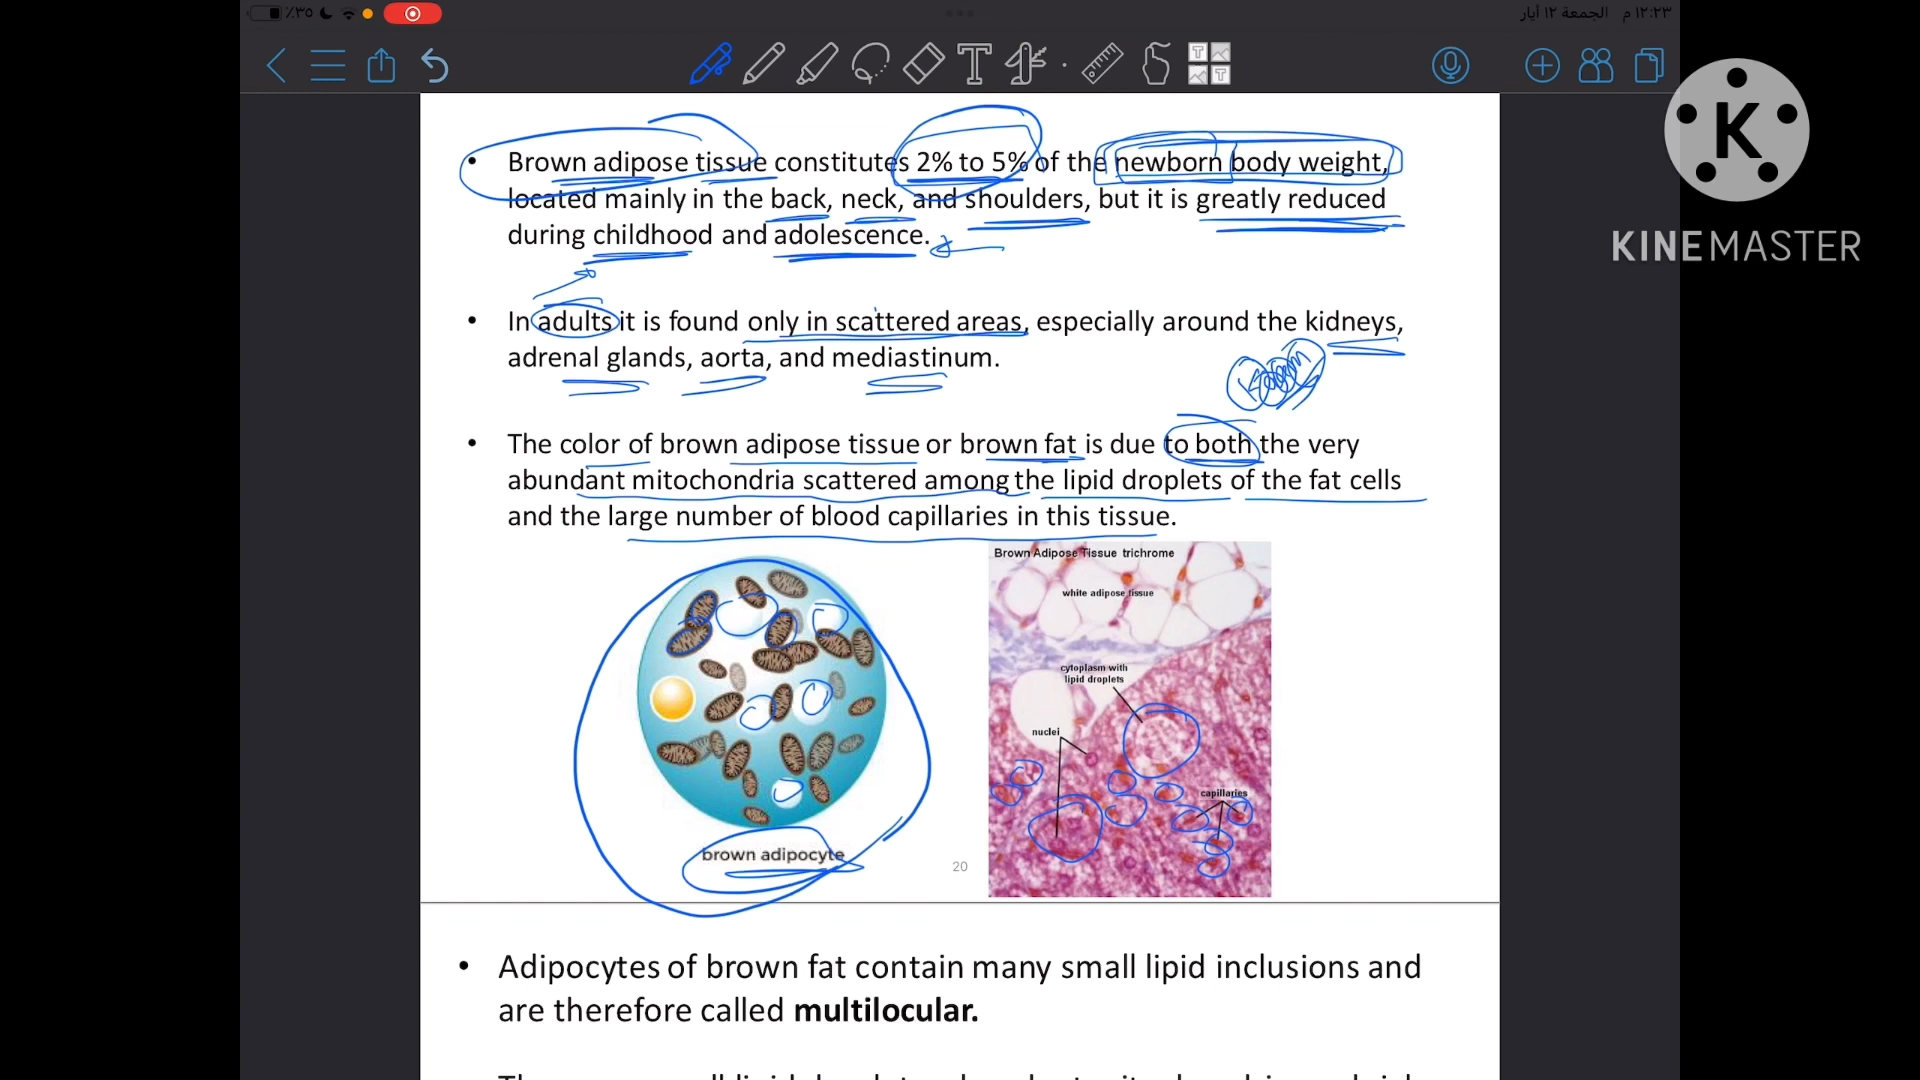 ٪٣٥
١٢:٢٣ م الجمعة ١٢ أيار
K
KINEMASTER
• Brown adipose tissue constitutes 2% to 5% of the newborn body weight,
located mainly in the back, neck, and shoulders, but it is greatly reduced
during childhood and adolescence.
• In adults it is found only in scattered areas, especially around the kidneys,
adrenal glands, aorta, and mediastinum.
• The color of brown adipose tissue or brown fat is due to both the very
abundant mitochondria scattered among the lipid droplets of the fat cells
and the large number of blood capillaries in this tissue.
brown adipocyte
20
Brown Adipose Tissue trichrome
white adipose tissue
cytoplasm with
lipid droplets
nuclei
capillaries
• Adipocytes of brown fat contain many small lipid inclusions and
are therefore called multilocular.